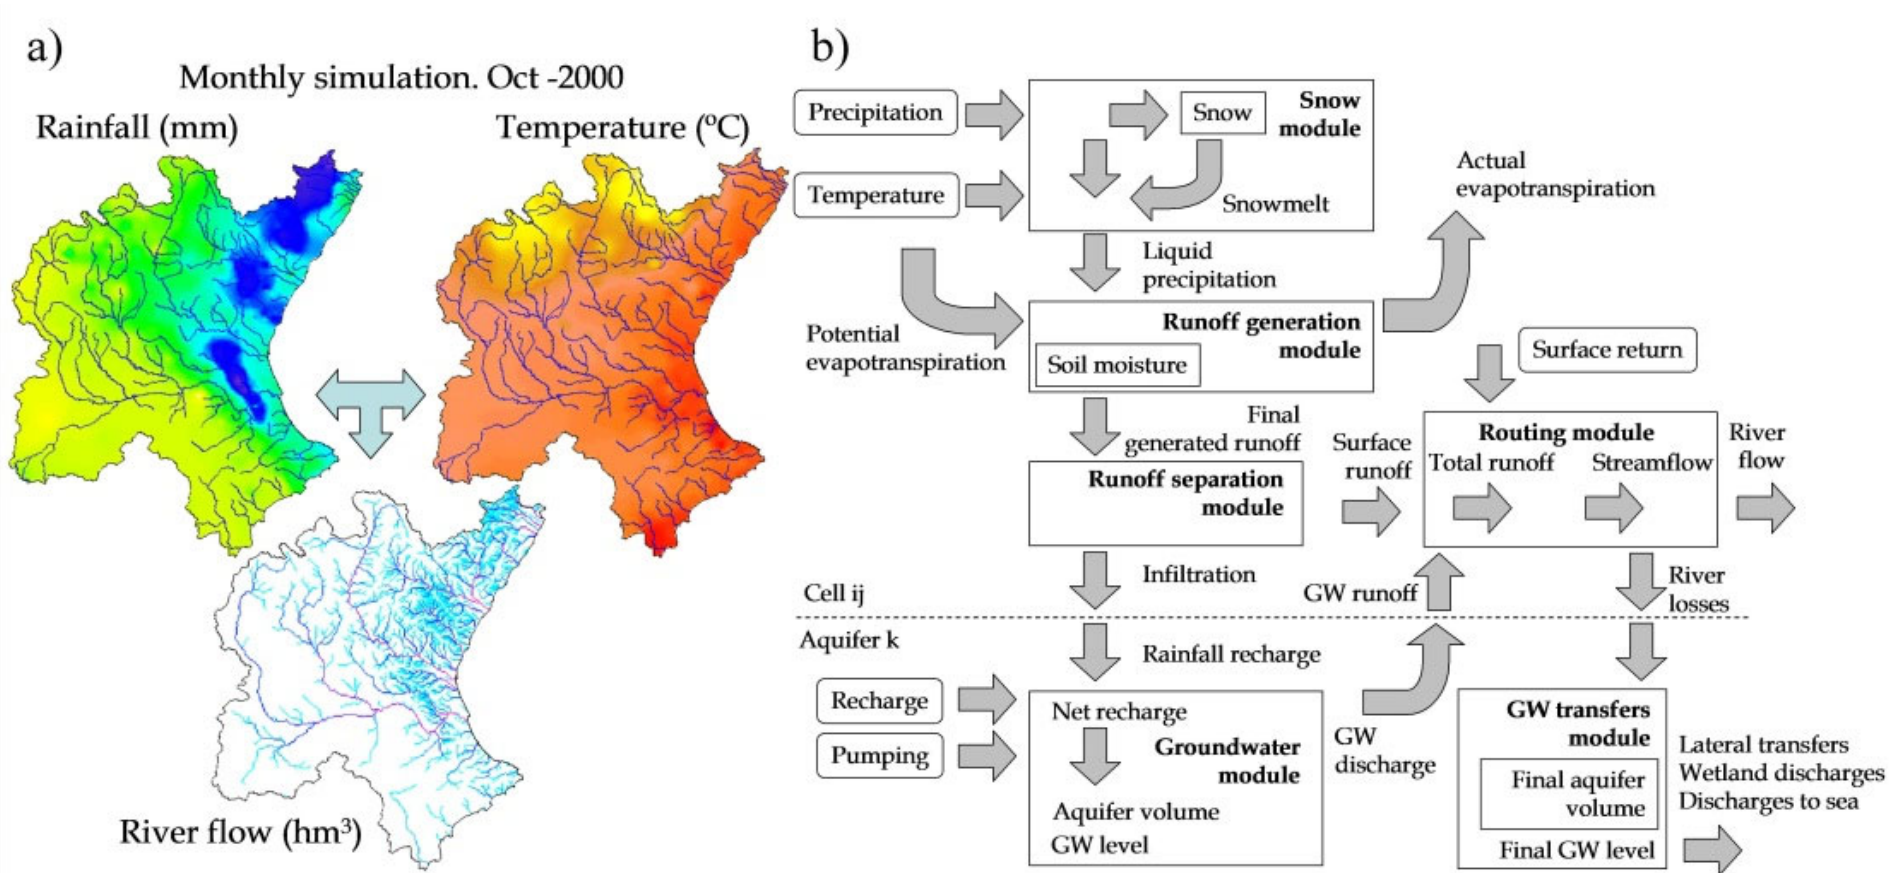 a)
Monthly simulation. Oct -2000
Rainfall (mm)
Temperature (ºC)
River flow (hm³)
b)
Precipitation
Snow
Snow
module
Temperature
Snowmelt
Actual
evapotranspiration
Liquid
precipitation
Potential
evapotranspiration
Runoff generation
module
Soil moisture
Surface return
Final
generated runoff
Surface
runoff
Routing module
Total runoff
Streamflow
River
flow
Runoff separation
module
Infiltration
GW runoff
River
losses
Cell ij
Aquifer k
Rainfall recharge
Recharge
Pumping
Net recharge
Groundwater
module
Aquifer volume
GW level
GW
discharge
GW transfers
module
Final aquifer
volume
Final GW level
Lateral transfers
Wetland discharges
Discharges to sea